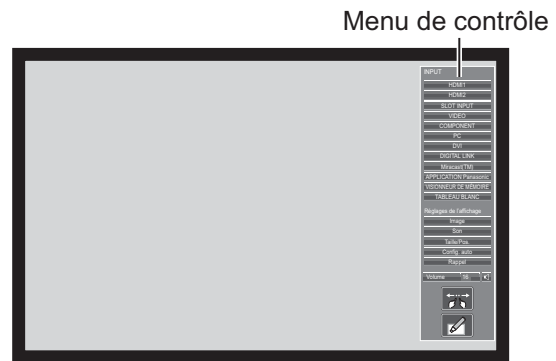 Menu de contrôle
INPUT
HDMI1
HDMI2
SLOT INPUT
VIDEO
COMPONENT
PC
DVI
DIGITAL LINK
Miracast(TM)
APPLICATION Panasonic
VISIONNEUR DE MÉMOIRE
TABLEAU BLANC
Réglages de l'affichage
Image
Son
Taille/Pos.
Config. auto
Rappel
Volume 16